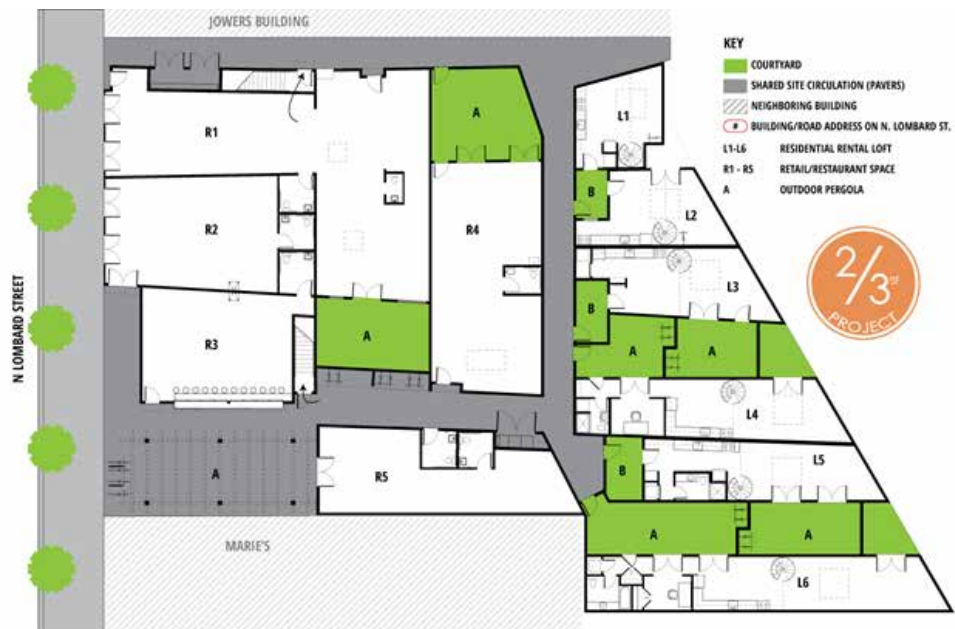 JOWERS BUILDING
N LOMBARD STREET
KEY
COURTYARD
SHARED SITE CIRCULATION (PAVERS)
NEIGHBORING BUILDING
# BUILDING/ROAD ADDRESS ON N. LOMBARD ST.
L1-L6 RESIDENTIAL RENTAL LOFT
R1 - R5 RETAIL/RESTAURANT SPACE
A OUTDOOR PERGOLA
2/3
PROJECT
R1
A
L1
B
L2
R2
R4
L3
B
R3
A
A
A
L4
A
R5
B
L5
A
A
MARIE'S
L6